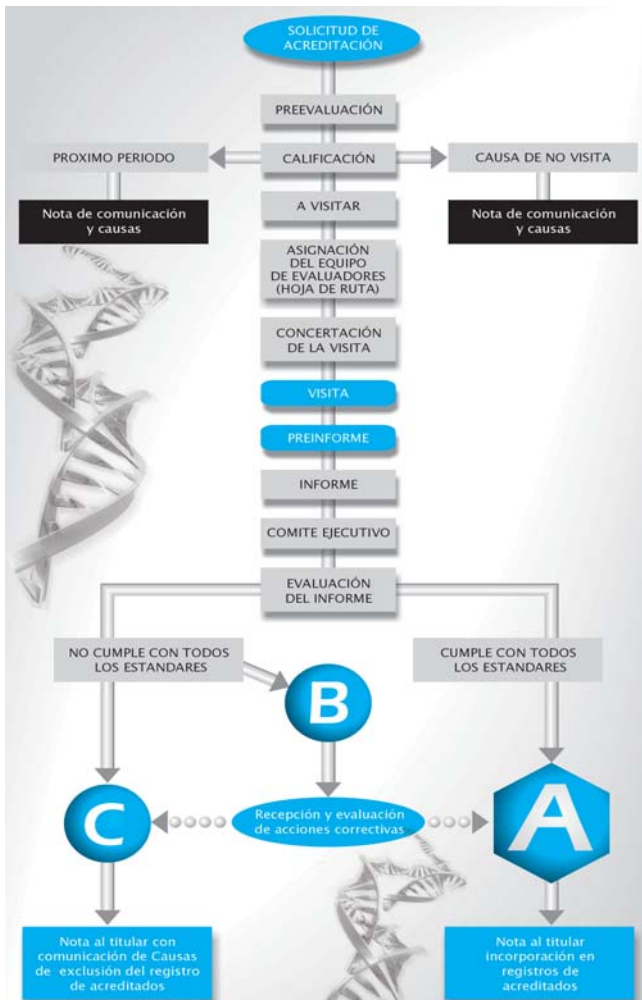 SOLICITUD DE
ACREDITACIÓN
PREEVALUACIÓN
PROXIMO PERIODO
CALIFICACIÓN
CAUSA DE NO VISITA
Nota de comunicación
y causas
A VISITAR
Nota de comunicación
y causas
ASIGNACIÓN
DEL EQUIPO
DE EVALUADORES
(HOJA DE RUTA)
CONCERTACIÓN
DE LA VISITA
VISITA
PREINFORME
INFORME
COMITE EJECUTIVO
EVALUACIÓN
DEL INFORME
NO CUMPLE CON TODOS
LOS ESTANDARES
CUMPLE CON TODOS
LOS ESTANDARES
B
C
Recepción y evaluación
de acciones correctivas
A
Nota al titular con
comunicación de Causas
de exclusión del registro
de acreditados
Nota al titular
incorporación en
registros de
acreditados